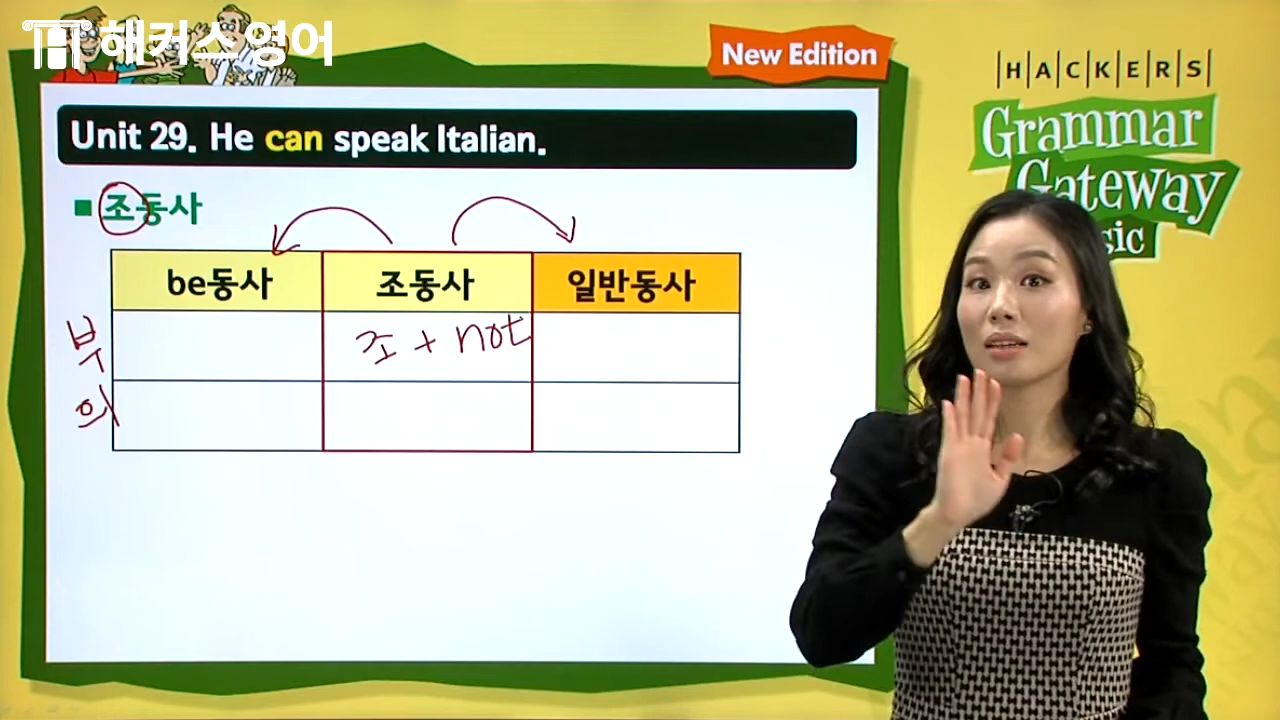 해커스 영어
New Edition
HACKERS
Grammar
Gateway
sic
Unit 29. He can speak Italian.
조동사
be동사 조동사 일반동사
부 조 + not
의